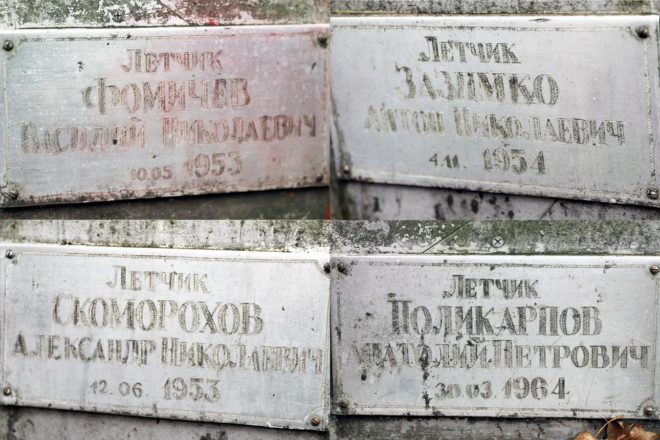 Летчик
Фомичев
Василий Николаевич
10.05 1953
Летчик
Зазимко
Антон Николаевич
4.11. 1954
Летчик
Скоморохов
Александр Николаевич
12.06 1953
Летчик
Поликарпов
Анатолий Петрович
30.03 1964